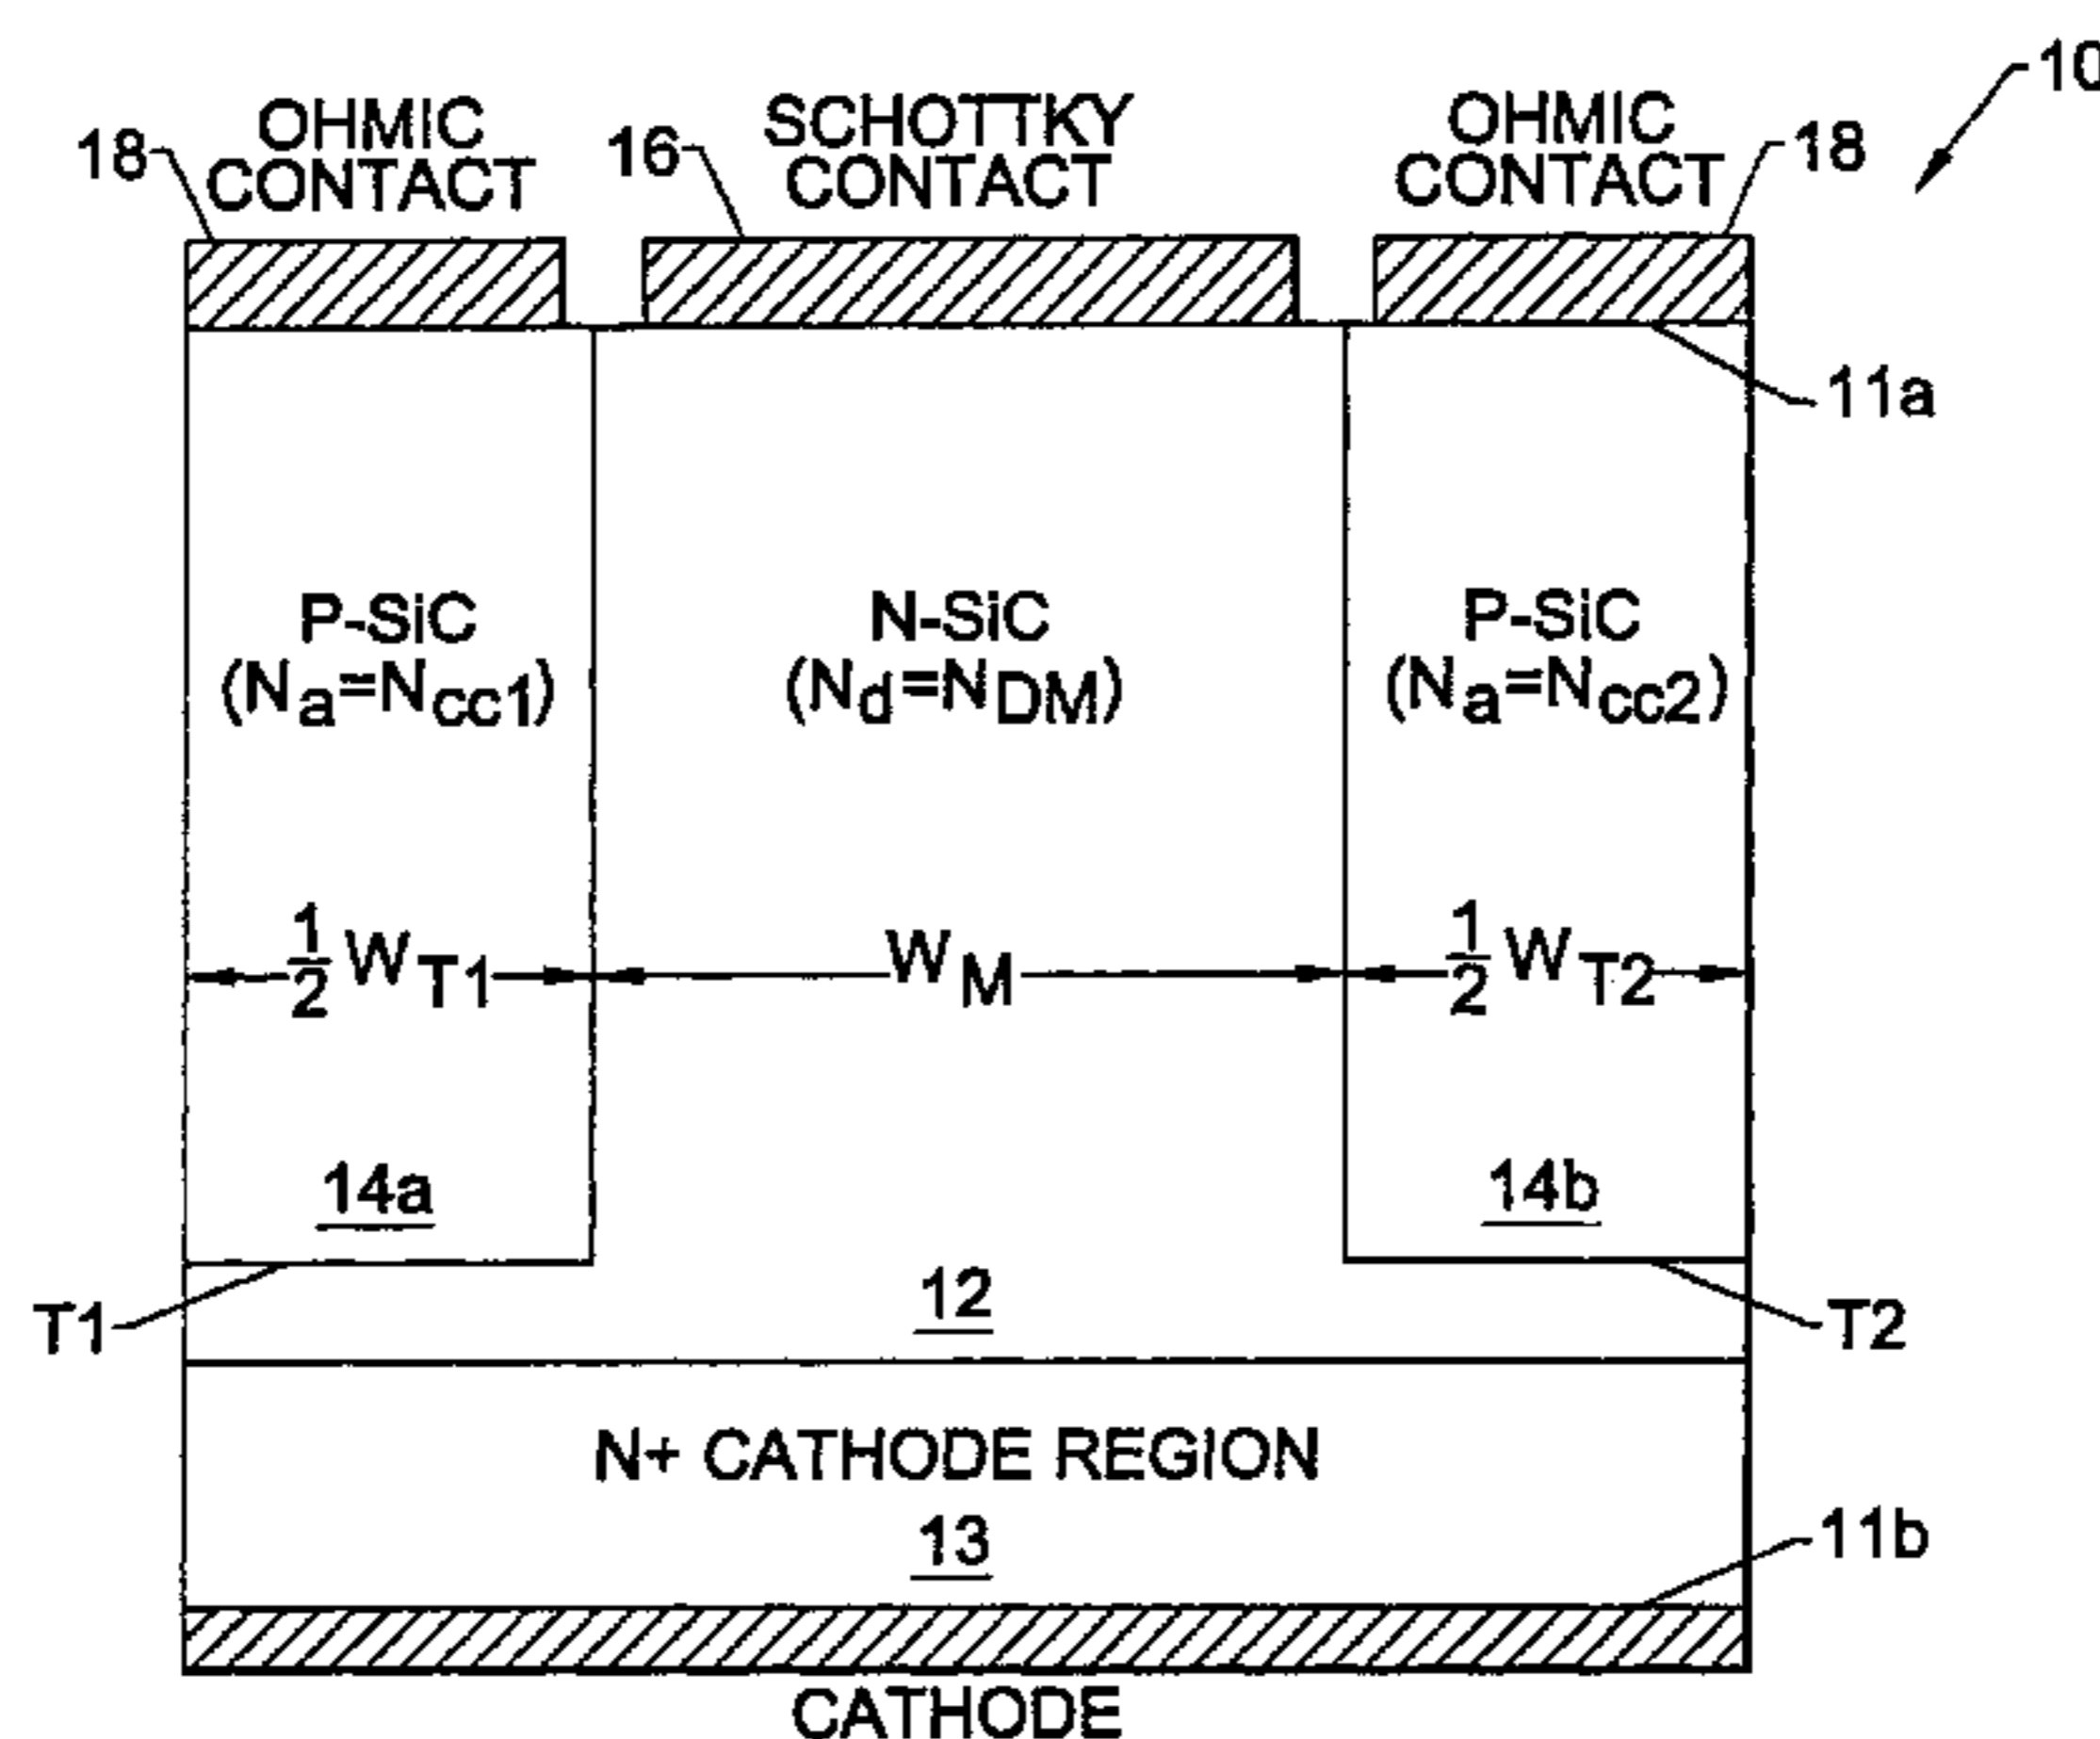 10
OHMIC
CONTACT
18
SCHOTTKY
CONTACT
16
OHMIC
CONTACT
18
11a
P-SiC
(Na=Ncc1)
N-SiC
(Nd=NDM)
P-SiC
(Na=Ncc2)
1/2 WT1
WM
1/2 WT2
14a
14b
T1
12
T2
N+ CATHODE REGION
13
11b
CATHODE